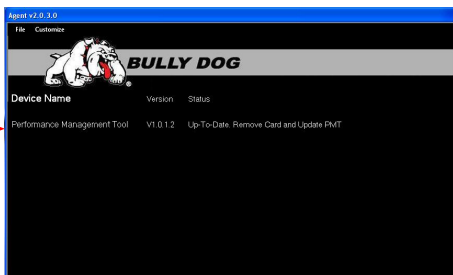 Agent v2.0.3.0
File Customize
BULLY DOG
Device Name Version Status
Performance Management Tool V1.0.1.2 Up-To-Date. Remove Card and Update PMT